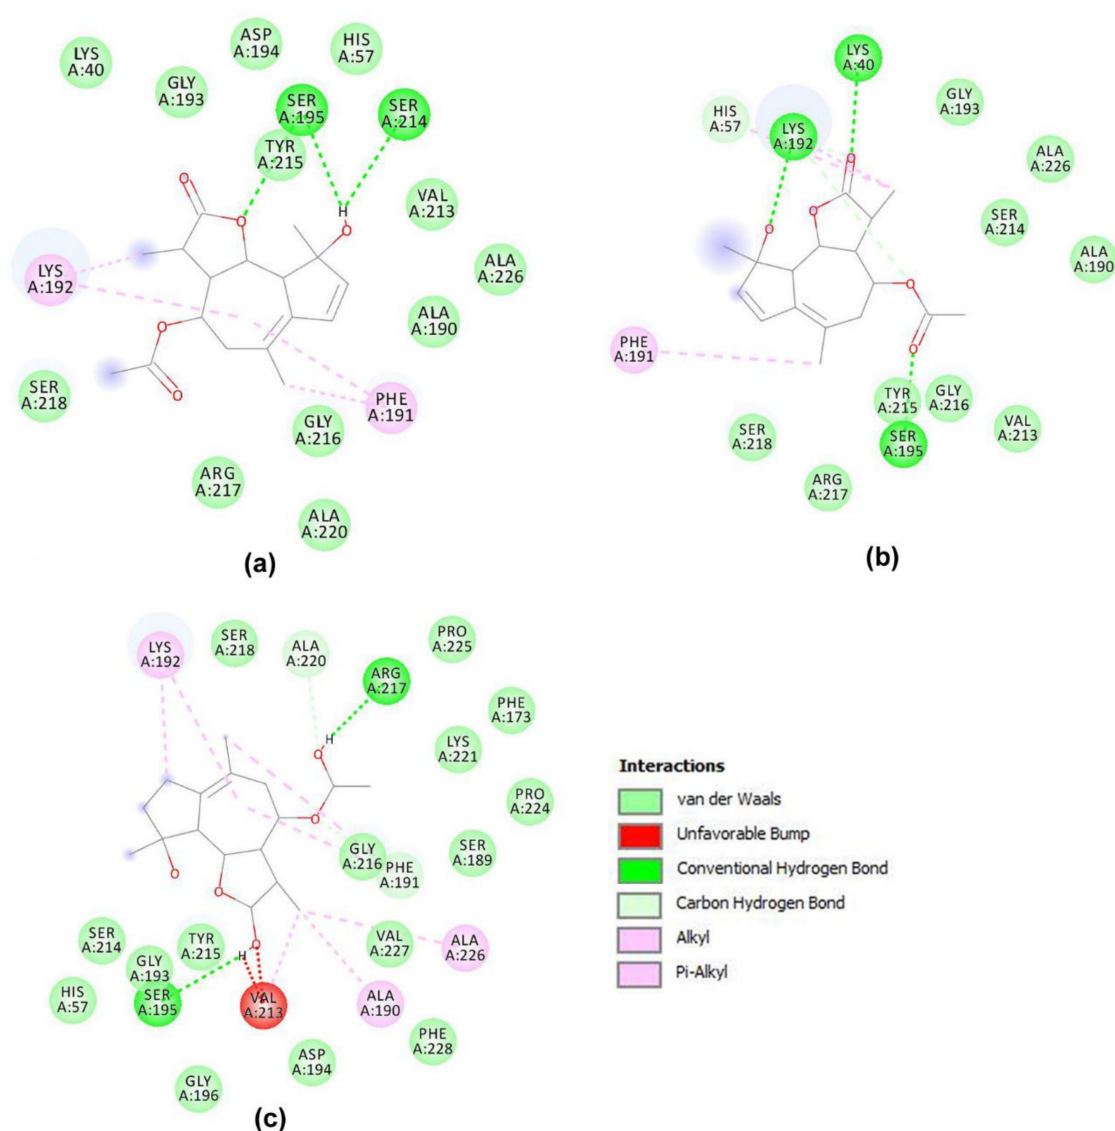 ASP
A:194
HIS
A:57
LYS
A:40
GLY
A:193
SER
A:195
SER
A:214
TYR
A:215
H
O
O
O
VAL
A:213
LYS
A:192
ALA
A:226
ALA
A:190
O
O
SER
A:218
PHE
A:191
GLY
A:216
ARG
A:217
ALA
A:220
(a)
LYS
A:40
GLY
A:193
HIS
A:57
LYS
A:192
ALA
A:226
O
O
SER
A:214
O
ALA
A:190
O
O
PHE
A:191
TYR
A:215
GLY
A:216
SER
A:218
SER
A:195
VAL
A:213
ARG
A:217
(b)
LYS
A:192
SER
A:218
ALA
A:220
PRO
A:225
ARG
A:217
PHE
A:173
H
O
LYS
A:221
PRO
A:224
O
GLY
A:216
PHE
A:191
SER
A:189
O
O
SER
A:214
TYR
A:215
H
O
VAL
A:227
ALA
A:226
GLY
A:193
HIS
A:57
SER
A:195
VAL
A:213
ALA
A:190
PHE
A:228
ASP
A:194
GLY
A:196
(c)
Interactions
van der Waals
Unfavorable Bump
Conventional Hydrogen Bond
Carbon Hydrogen Bond
Alkyl
Pi-Alkyl